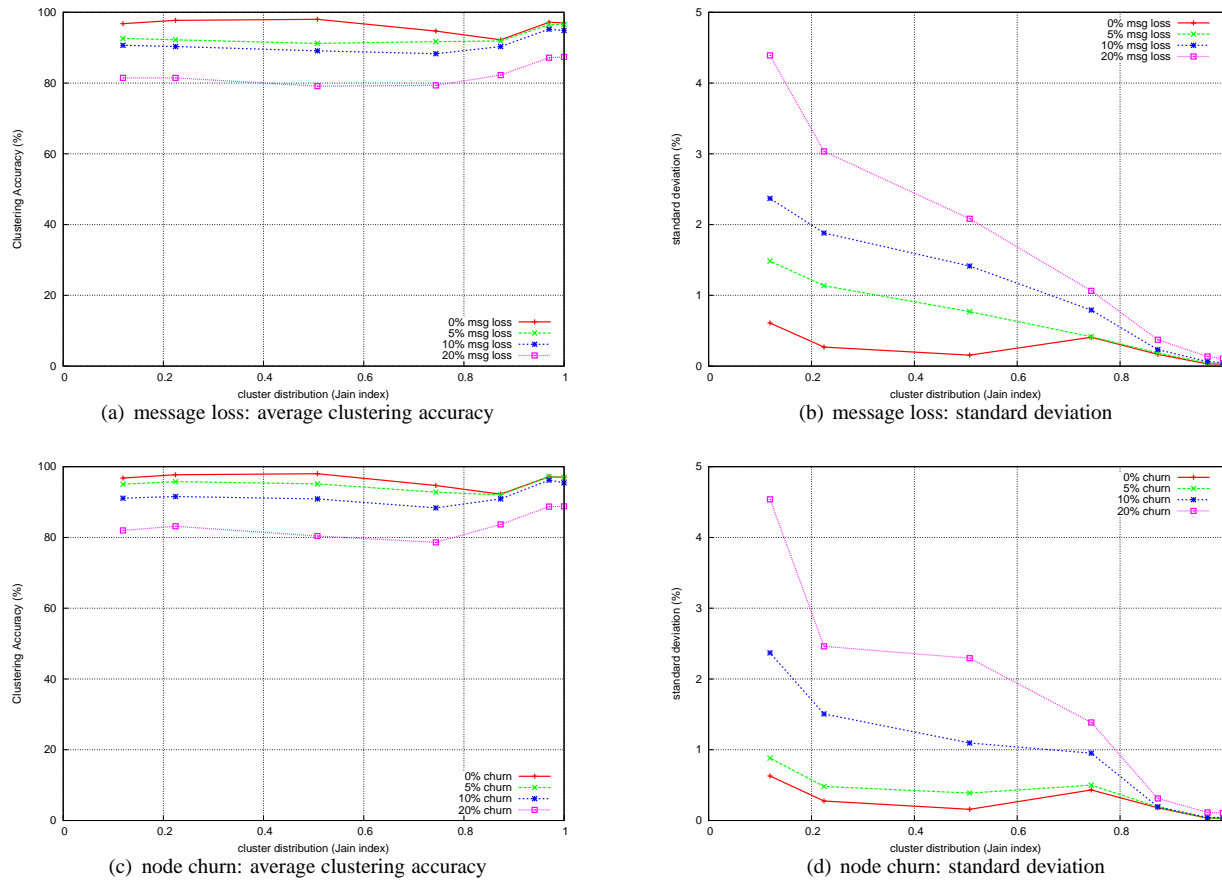 100
80
60
40
20
0
0 0.2 0.4 0.6 0.8 1
Clustering Accuracy (%)
cluster distribution (Jain index)
0% msg loss
5% msg loss
10% msg loss
20% msg loss
(a) message loss: average clustering accuracy
5
4
3
2
1
0
0 0.2 0.4 0.6 0.8 1
standard deviation (%)
cluster distribution (Jain index)
0% msg loss
5% msg loss
10% msg loss
20% msg loss
(b) message loss: standard deviation
100
80
60
40
20
0
0 0.2 0.4 0.6 0.8 1
Clustering Accuracy (%)
cluster distribution (Jain index)
0% churn
5% churn
10% churn
20% churn
(c) node churn: average clustering accuracy
5
4
3
2
1
0
0 0.2 0.4 0.6 0.8 1
standard deviation (%)
cluster distribution (Jain index)
0% churn
5% churn
10% churn
20% churn
(d) node churn: standard deviation